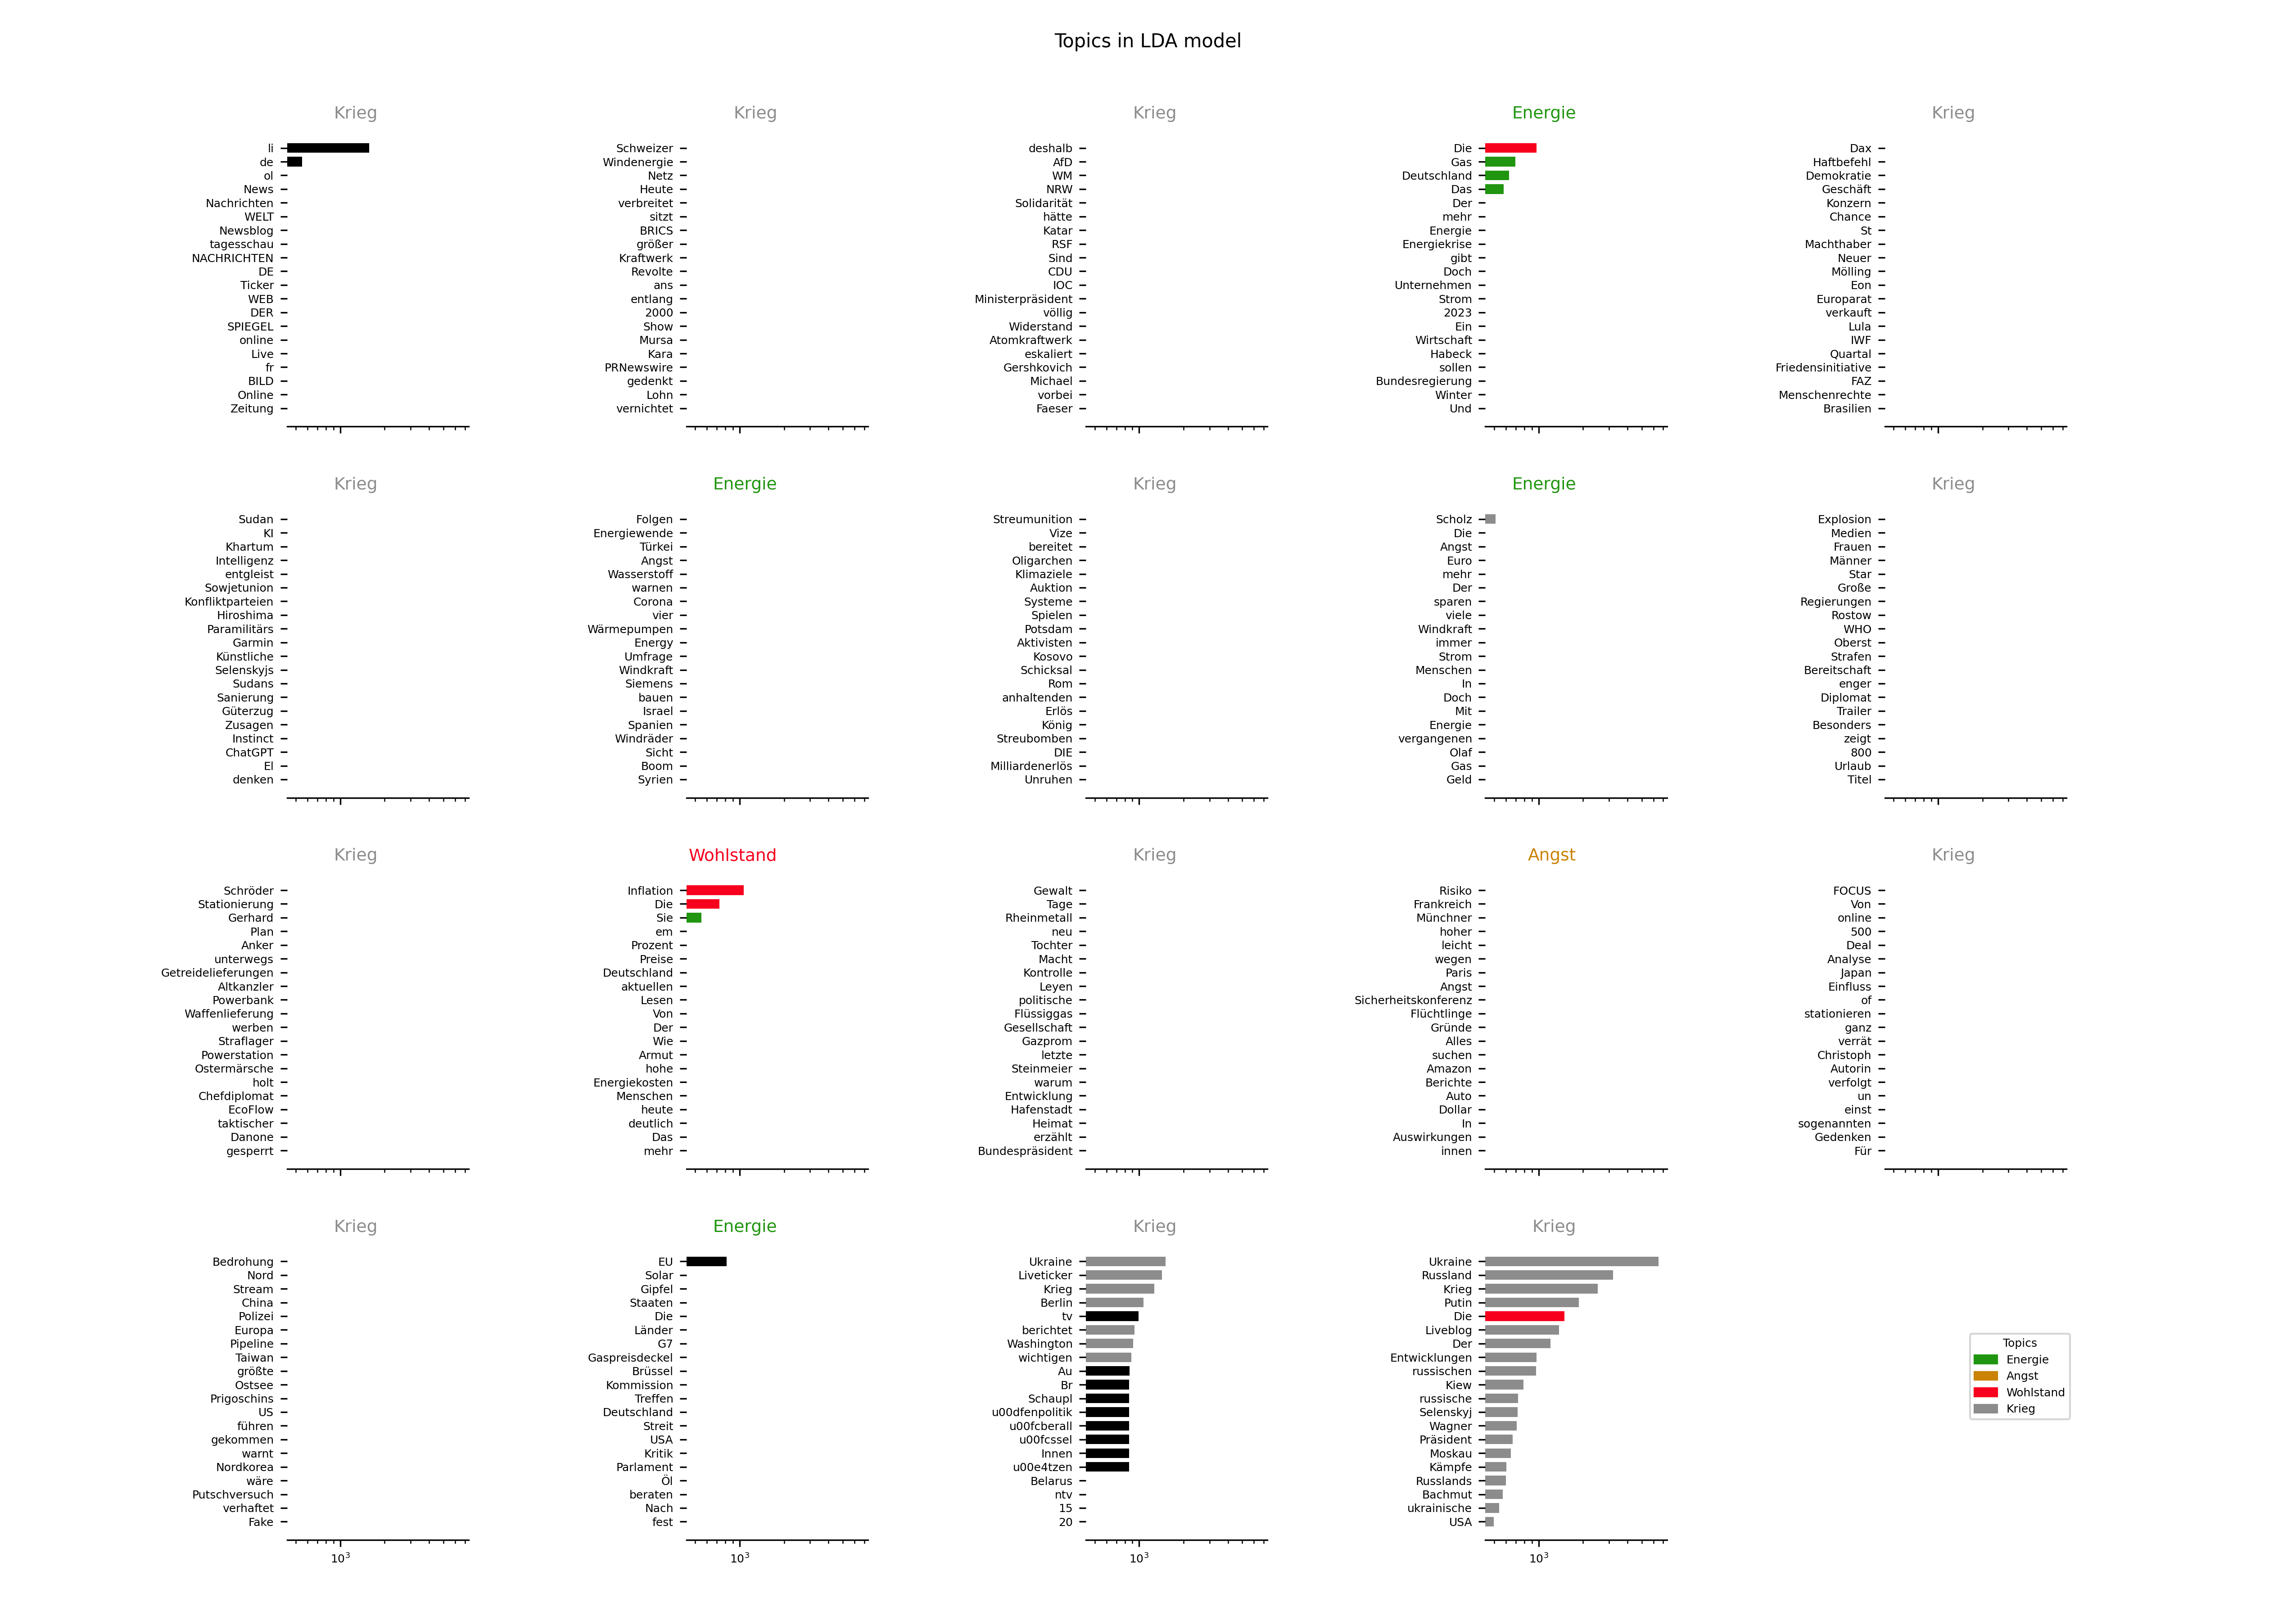 Topics in LDA model
Krieg
li
de
ol
News
Nachrichten
WELT
Newsblog
tagesschau
NACHRICHTEN
DE
Ticker
WEB
DER
SPIEGEL
online
Live
fr
BILD
Online
Zeitung
Krieg
Schweizer
Windenergie
Netz
Heute
verbreitet
sitzt
BRICS
größer
Kraftwerk
Revolte
ans
entlang
2000
Show
Mursa
Kara
PRNewswire
gedenkt
Lohn
vernichtet
Krieg
deshalb
AfD
WM
NRW
Solidarität
hätte
Katar
RSF
Sind
CDU
IOC
Ministerpräsident
völlig
Widerstand
Atomkraftwerk
eskaliert
Gershkovich
Michael
vorbei
Faeser
Energie
Die
Gas
Deutschland
Das
Der
mehr
Energie
Energiekrise
gibt
Doch
Unternehmen
Strom
2023
Ein
Wirtschaft
Habeck
sollen
Bundesregierung
Winter
Und
Krieg
Dax
Haftbefehl
Demokratie
Geschäft
Konzern
Chance
St
Machthaber
Neuer
Mölling
Eon
Europarat
verkauft
Lula
IWF
Quartal
Friedensinitiative
FAZ
Menschenrechte
Brasilien
Krieg
Sudan
KI
Khartum
Intelligenz
entgleist
Sowjetunion
Konfliktparteien
Hiroshima
Paramilitärs
Garmin
Künstliche
Selenskyjs
Sudans
Sanierung
Güterzug
Zusagen
Instinct
ChatGPT
El
denken
Energie
Folgen
Energiewende
Türkei
Angst
Wasserstoff
warnen
Corona
vier
Wärmepumpen
Energy
Umfrage
Windkraft
Siemens
bauen
Israel
Spanien
Windräder
Sicht
Boom
Syrien
Krieg
Streumunition
Vize
bereitet
Oligarchen
Klimaziele
Auktion
Systeme
Spielen
Potsdam
Aktivisten
Kosovo
Schicksal
Rom
anhaltenden
Erlös
König
Streubomben
DIE
Milliardenerlös
Unruhen
Energie
Scholz
Die
Angst
Euro
mehr
Der
sparen
viele
Windkraft
immer
Strom
Menschen
In
Doch
Mit
Energie
vergangenen
Olaf
Gas
Geld
Krieg
Explosion
Medien
Frauen
Männer
Star
Große
Regierungen
Rostow
WHO
Oberst
Strafen
Bereitschaft
enger
Diplomat
Trailer
Besonders
zeigt
800
Urlaub
Titel
Krieg
Schröder
Stationierung
Gerhard
Plan
Anker
unterwegs
Getreidelieferungen
Altkanzler
Powerbank
Waffenlieferung
werben
Straflager
Powerstation
Ostermärsche
holt
Chefdiplomat
EcoFlow
taktischer
Danone
gesperrt
Wohlstand
Inflation
Die
Sie
em
Prozent
Preise
Deutschland
aktuellen
Lesen
Von
Der
Wie
Armut
hohe
Energiekosten
Menschen
heute
deutlich
Das
mehr
Krieg
Gewalt
Tage
Rheinmetall
neu
Tochter
Macht
Kontrolle
Leyen
politische
Flüssiggas
Gesellschaft
Gazprom
letzte
Steinmeier
warum
Entwicklung
Hafenstadt
Heimat
erzählt
Bundespräsident
Angst
Risiko
Frankreich
Münchner
hoher
leicht
wegen
Paris
Angst
Sicherheitskonferenz
Flüchtlinge
Gründe
Alles
suchen
Amazon
Berichte
Auto
Dollar
In
Auswirkungen
innen
Krieg
FOCUS
Von
online
500
Deal
Analyse
Japan
Einfluss
of
stationieren
ganz
verrät
Christoph
Autorin
verfolgt
un
einst
sogenannten
Gedenken
Für
Krieg
Bedrohung
Nord
Stream
China
Polizei
Europa
Pipeline
Taiwan
größte
Ostsee
Prigoschins
US
führen
gekommen
warnt
Nordkorea
wäre
Putschversuch
verhaftet
Fake
10³
Energie
EU
Solar
Gipfel
Staaten
Die
Länder
G7
Gaspreisdeckel
Brüssel
Kommission
Treffen
Deutschland
Streit
USA
Kritik
Parlament
Öl
beraten
Nach
fest
10³
Krieg
Ukraine
Liveticker
Krieg
Berlin
tv
berichtet
Washington
wichtigen
Au
Br
Schaupl
u00dfenpolitik
u00fcberall
u00fcssel
Innen
u00e4tzen
Belarus
ntv
15
20
10³
Krieg
Ukraine
Russland
Krieg
Putin
Die
Liveblog
Der
Entwicklungen
russischen
Kiew
russische
Selenskyj
Wagner
Präsident
Moskau
Kämpfe
Russlands
Bachmut
ukrainische
USA
10³
Topics
Energie
Angst
Wohlstand
Krieg